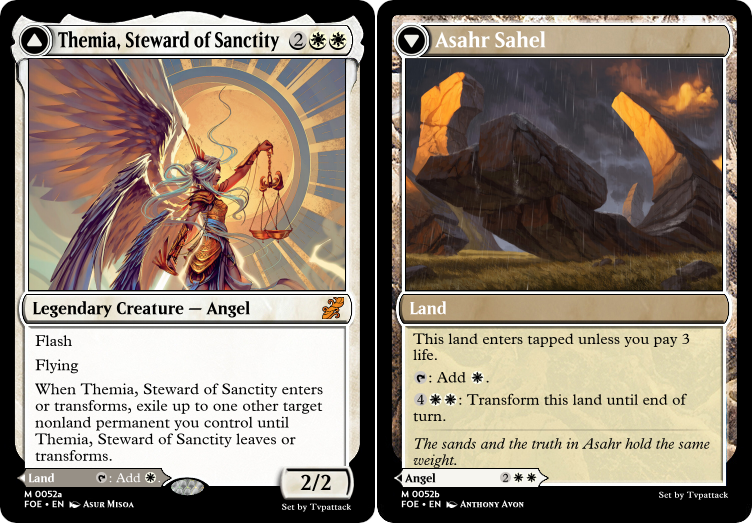 Themia, Steward of Sanctity 2
Legendary Creature — Angel
Flash
Flying
When Themia, Steward of Sanctity enters
or transforms, exile up to one other target
nonland permanent you control until
Themia, Steward of Sanctity leaves or
transforms.
Land : Add .
2/2
M 0052a
FOE • EN Asur Misoa
Set by Tvpattack
Asahr Sahel
Land
This land enters tapped unless you pay 3
life.
: Add .
4 : Transform this land until end of
turn.
The sands and the truth in Asahr hold the same
weight.
Angel 2
M 0052b
FOE • EN Anthony Avon
Set by Tvpattack